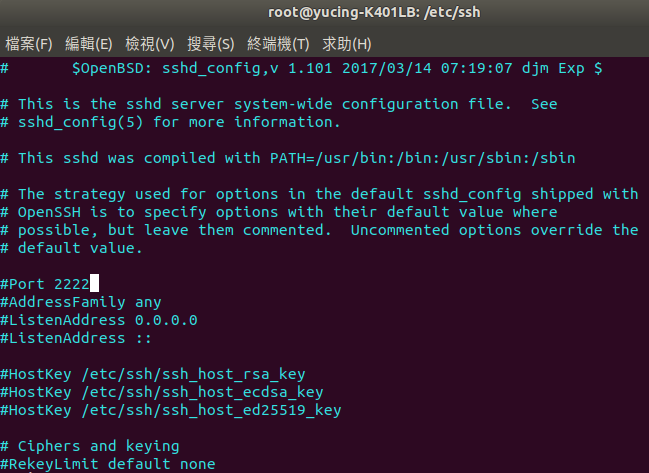 root@yucing-K401LB: /etc/ssh
檔案(F) 編輯(E) 檢視(V) 搜尋(S) 終端機(T) 求助(H)
#       $OpenBSD: sshd_config,v 1.101 2017/03/14 07:19:07 djm Exp $
# This is the sshd server system-wide configuration file.  See
# sshd_config(5) for more information.
# This sshd was compiled with PATH=/usr/bin:/bin:/usr/sbin:/sbin
# The strategy used for options in the default sshd_config shipped with
# OpenSSH is to specify options with their default value where
# possible, but leave them commented.  Uncommented options override the
# default value.
#Port 2222
#AddressFamily any
#ListenAddress 0.0.0.0
#ListenAddress ::
#HostKey /etc/ssh/ssh_host_rsa_key
#HostKey /etc/ssh/ssh_host_ecdsa_key
#HostKey /etc/ssh/ssh_host_ed25519_key
# Ciphers and keying
#RekeyLimit default none